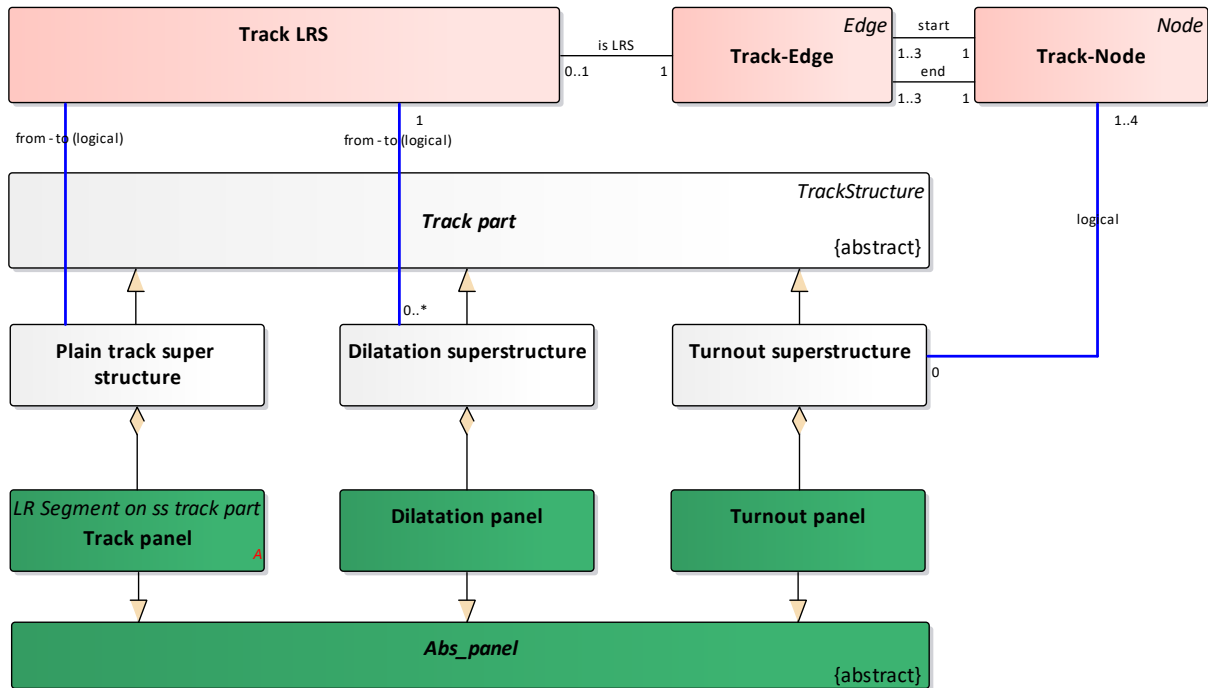 Track LRS
is LRS
0..1
1
Edge
Track-Edge
start
1..3
1
end
1..3
1
Node
Track-Node
from - to (logical)
1
from - to (logical)
1..4
TrackStructure
Track part
{abstract}
logical
0..*
Plain track super
structure
Dilatation superstructure
Turnout superstructure
0
LR Segment on ss track part
Track panel
A
Dilatation panel
Turnout panel
Abs_panel
{abstract}